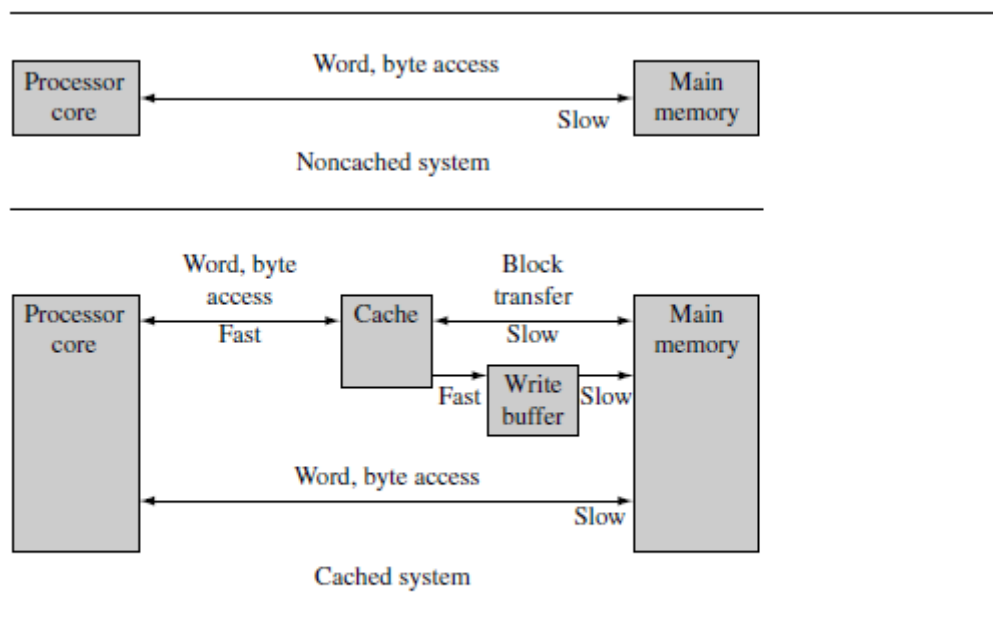 Word, byte access
Processor
core
Main
memory
Slow
Noncached system
Word, byte
access
Fast
Block
transfer
Slow
Processor
core
Cache
Main
memory
Fast
Write
buffer
Slow
Word, byte access
Slow
Cached system